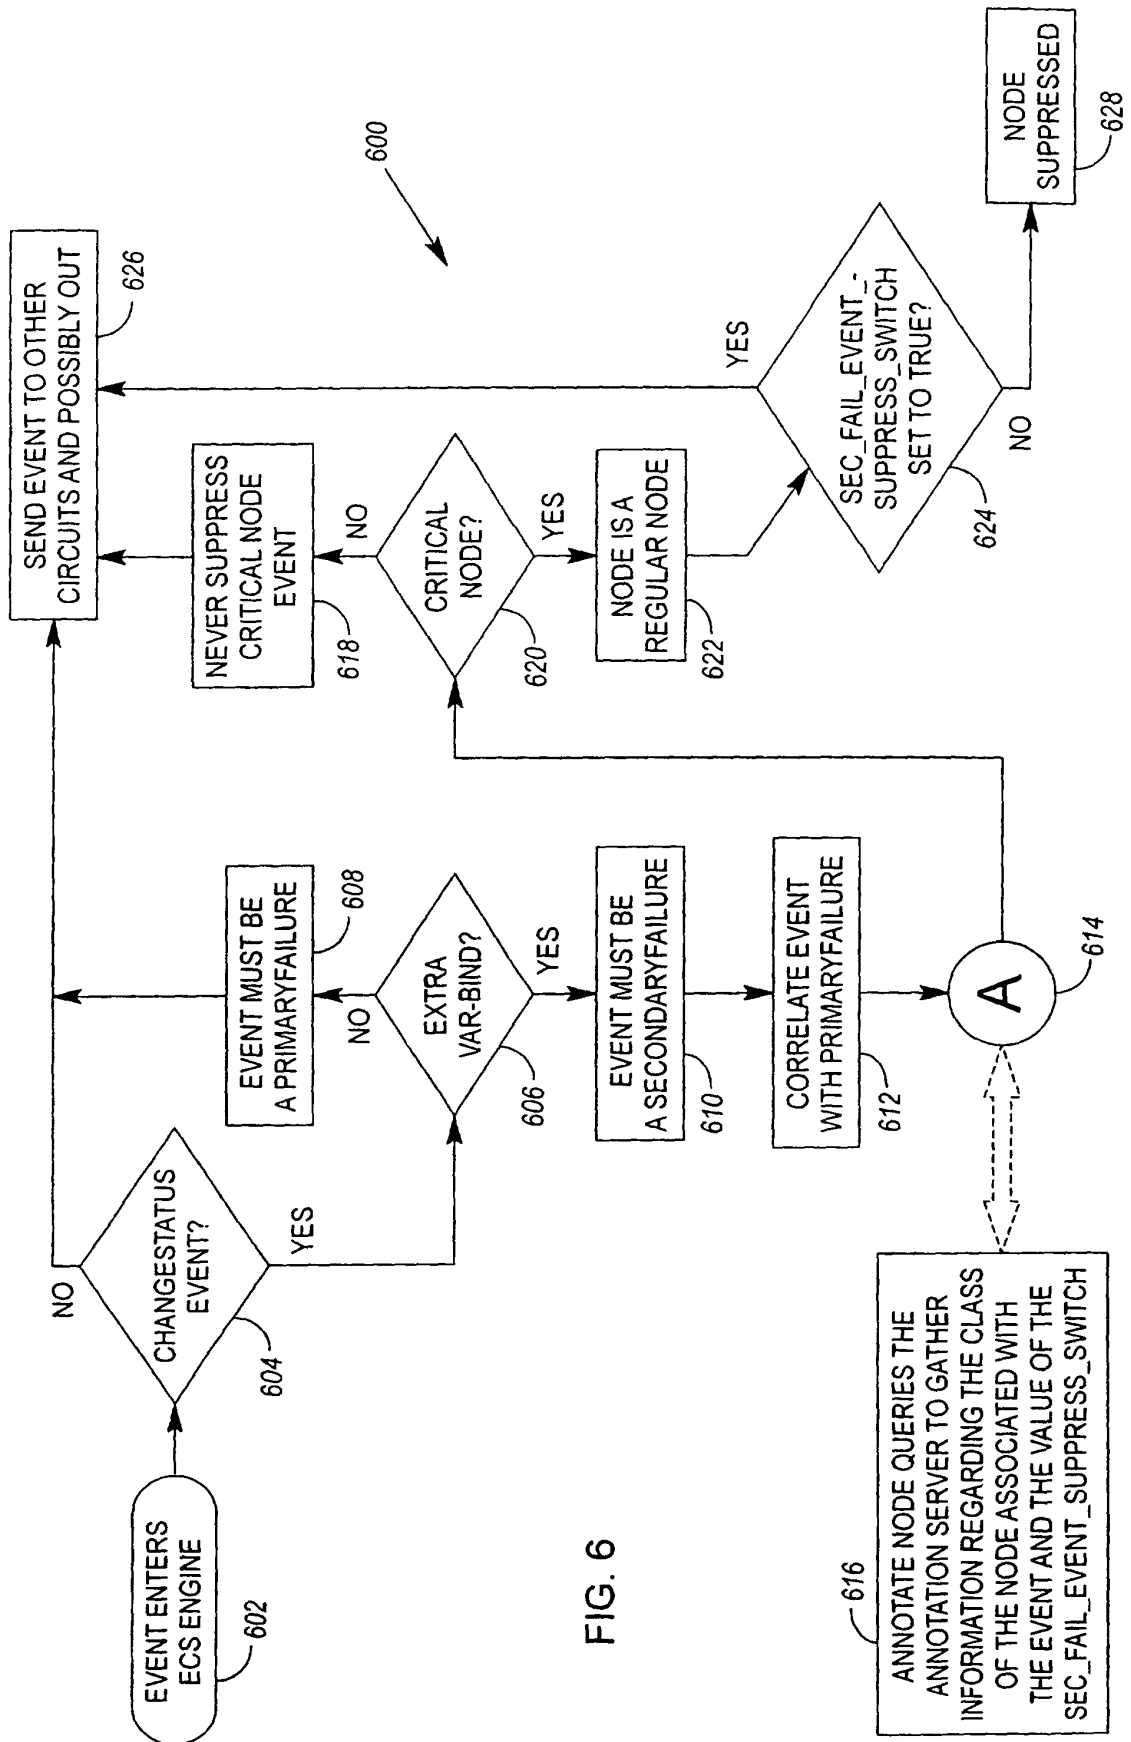 EVENT ENTERS
ECS ENGINE
602
CHANGESTATUS
EVENT?
604
NO
YES
EXTRA
VAR-BIND?
606
NO
YES
EVENT MUST BE
A PRIMARYFAILURE
608
EVENT MUST BE
A SECONDARYFAILURE
610
CORRELATE EVENT
WITH PRIMARYFAILURE
612
A
614
ANNOTATE NODE QUERIES THE
ANNOTATION SERVER TO GATHER
INFORMATION REGARDING THE CLASS
OF THE NODE ASSOCIATED WITH
THE EVENT AND THE VALUE OF THE
SEC_FAIL_EVENT_SUPPRESS_SWITCH
616
NEVER SUPPRESS
CRITICAL NODE
EVENT
618
NO
CRITICAL
NODE?
620
YES
NODE IS A
REGULAR NODE
622
SEC_FAIL_EVENT_-
SUPPRESS_SWITCH
SET TO TRUE?
624
YES
NO
SEND EVENT TO OTHER
CIRCUITS AND POSSIBLY OUT
626
NODE
SUPPRESSED
628
600
FIG. 6